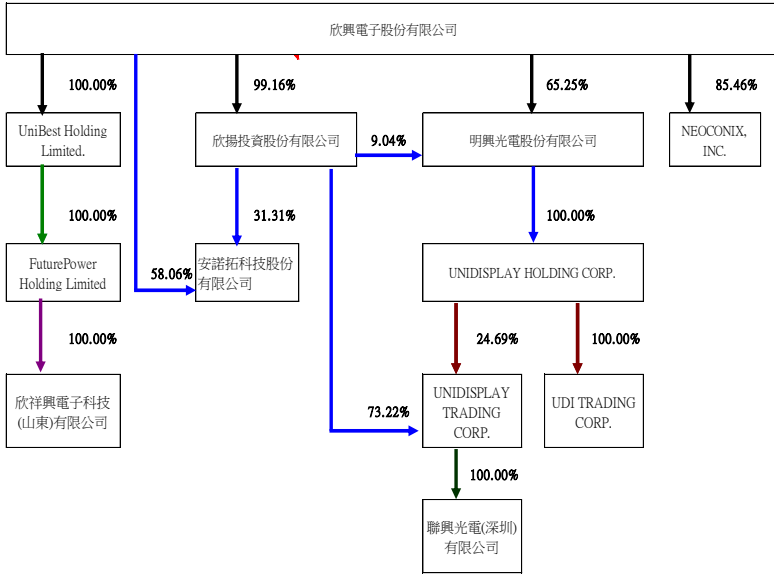 欣興電子股份有限公司
100.00%
99.16%
65.25%
85.46%
UniBest Holding
Limited.
欣揚投資股份有限公司
9.04%
明興光電股份有限公司
NEOCONIX,
INC.
100.00%
31.31%
100.00%
FuturePower
Holding Limited
58.06%
安諾拓科技股份
有限公司
UNIDISPLAY HOLDING CORP.
100.00%
24.69%
100.00%
欣祥興電子科技
(山東)有限公司
73.22%
UNIDISPLAY
TRADING
CORP.
UDI TRADING
CORP.
100.00%
聯興光電(深圳)
有限公司